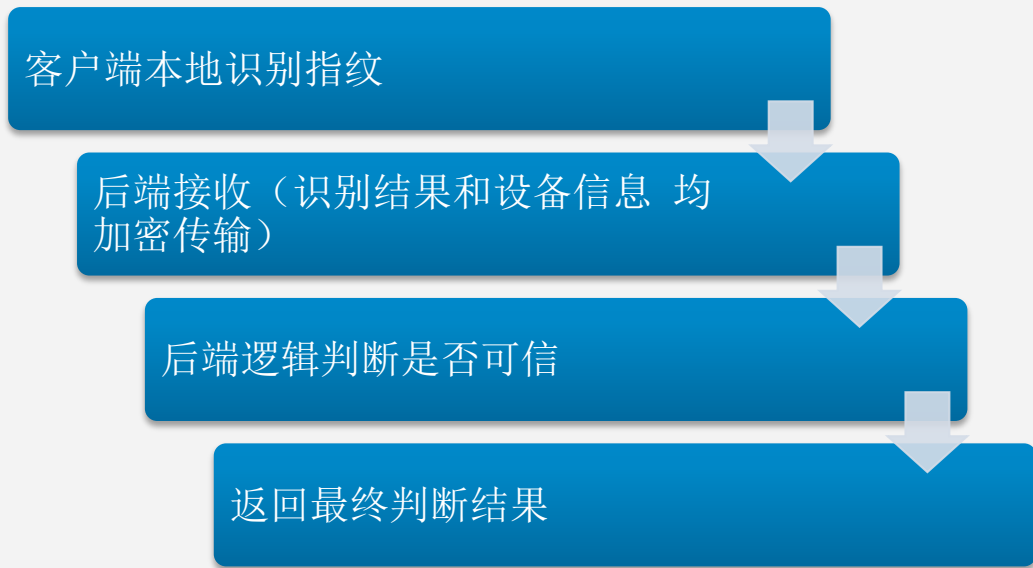 客户端本地识别指纹
后端接收（识别结果和设备信息 均
加密传输）
后端逻辑判断是否可信
返回最终判断结果